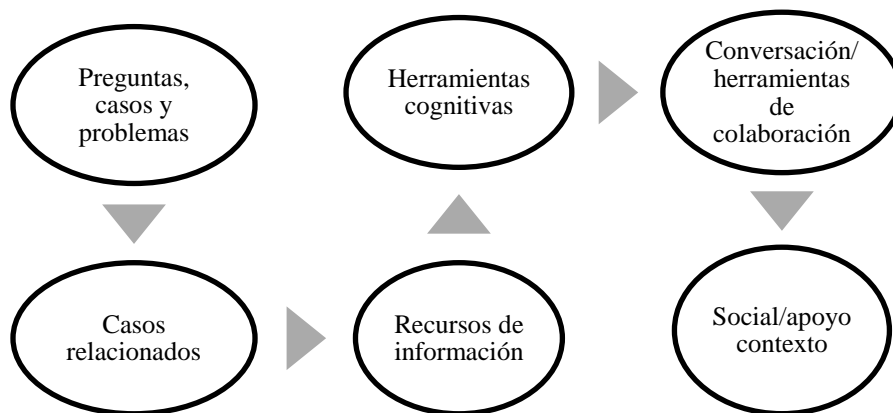 Preguntas,
casos y
problemas
Casos
relacionados
Recursos de
información
Herramientas
cognitivas
Conversación/
herramientas
de
colaboración
Social/apoyo
contexto